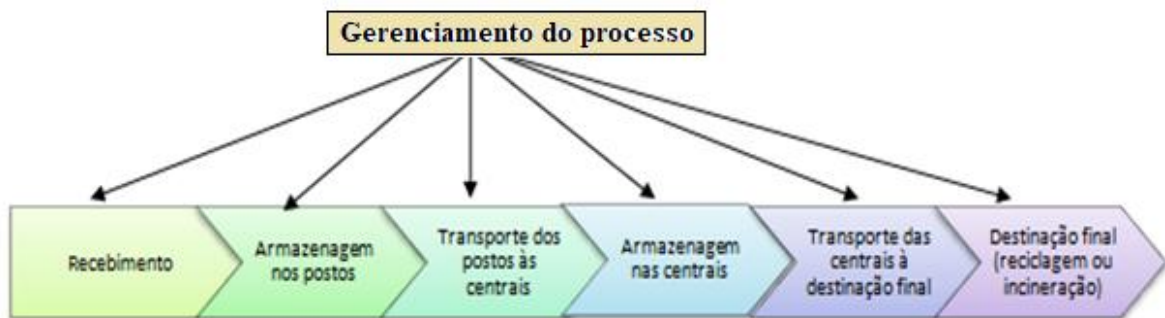 Gerenciamento do processo
Recebimento
Armazenagem
nos postos
Transporte dos
postos às
centrais
Armazenagem
nas centrais
Transporte das
centrais à
destinação final
Destinação final
(reciclagem ou
incineração)